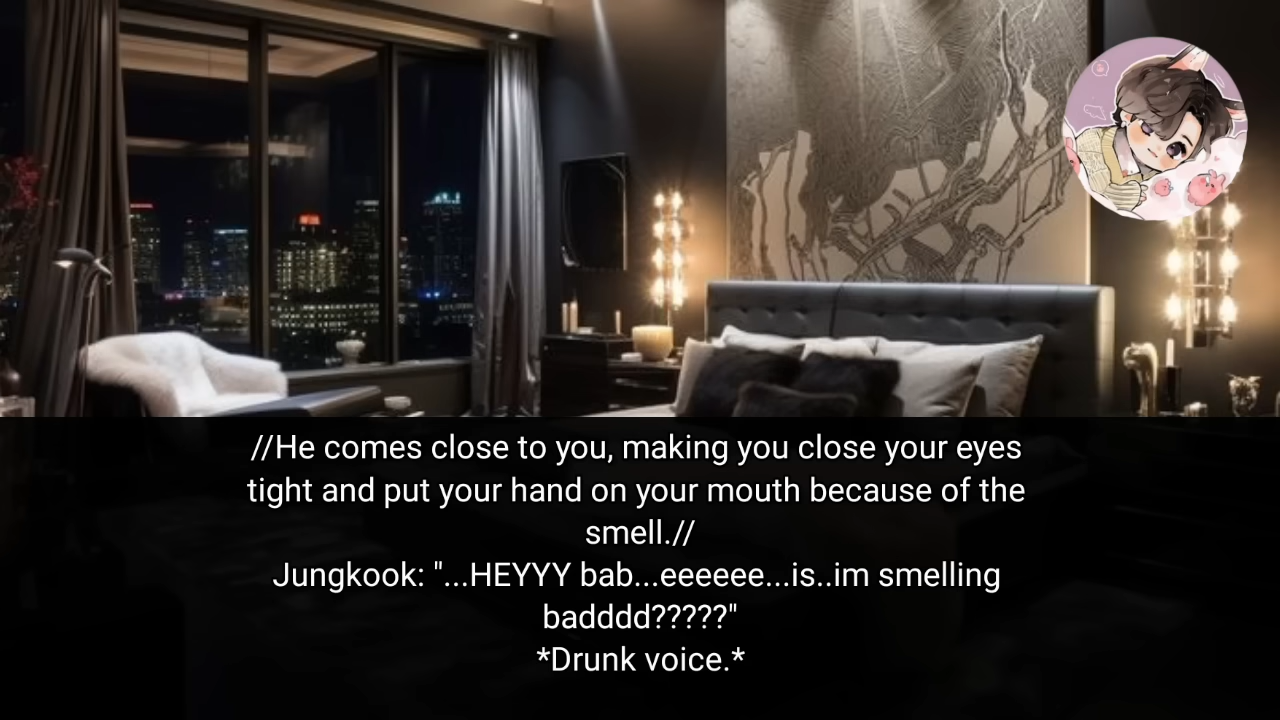 //He comes close to you, making you close your eyes
tight and put your hand on your mouth because of the
smell.//
Jungkook: "...HEYYY bab...eeeeee...is..im smelling
badddd?????"
*Drunk voice.*